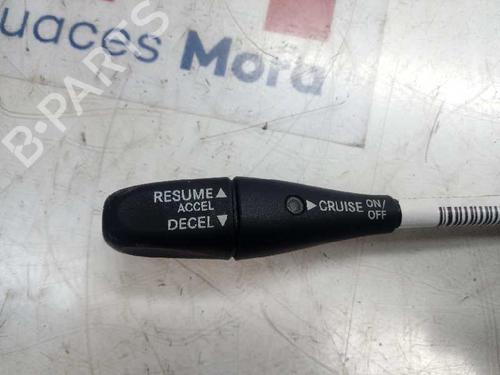 uaces Mora
B-PARTS
RESUME▲
ACCEL
DECEL▼
▶CRUISE ON/
OFF